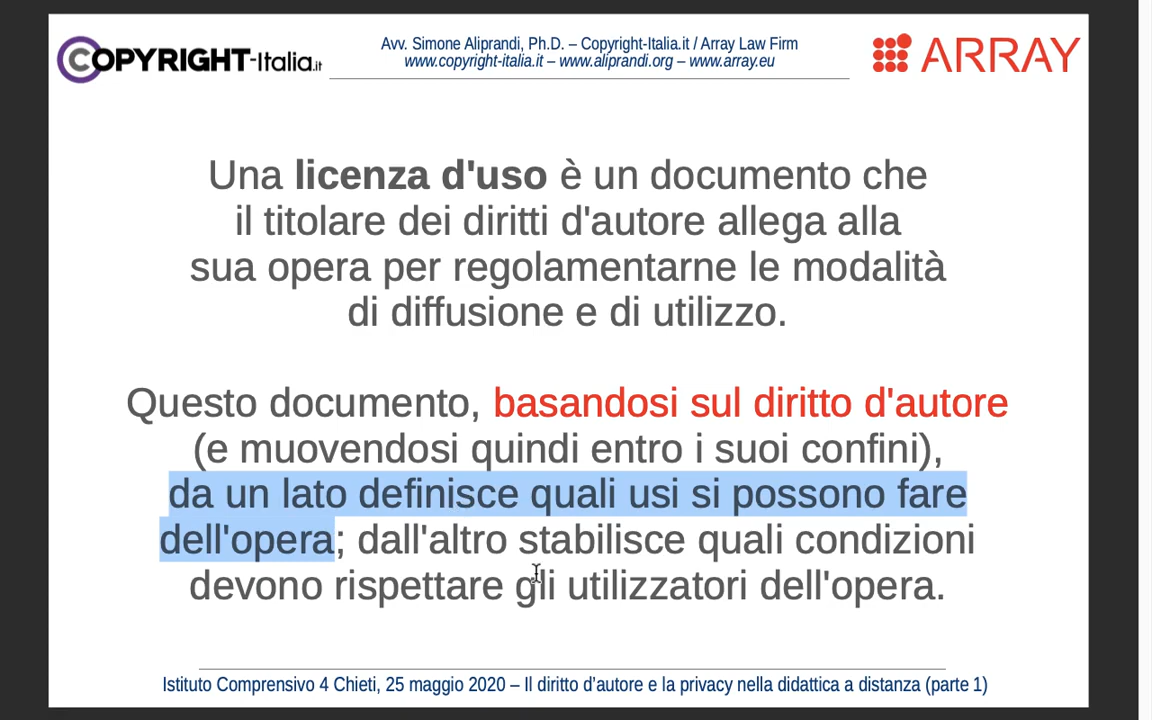 COPYRIGHT-Italia.it
Avv. Simone Aliprandi, Ph.D. – Copyright-Italia.it / Array Law Firm
www.copyright-italia.it – www.aliprandi.org – www.array.eu
ARRAY
Una licenza d'uso è un documento che
il titolare dei diritti d'autore allega alla
sua opera per regolamentarne le modalità
di diffusione e di utilizzo.
Questo documento, basandosi sul diritto d'autore
(e muovendosi quindi entro i suoi confini),
da un lato definisce quali usi si possono fare
dell'opera; dall'altro stabilisce quali condizioni
devono rispettare gli utilizzatori dell'opera.
Istituto Comprensivo 4 Chieti, 25 maggio 2020 – Il diritto d'autore e la privacy nella didattica a distanza (parte 1)